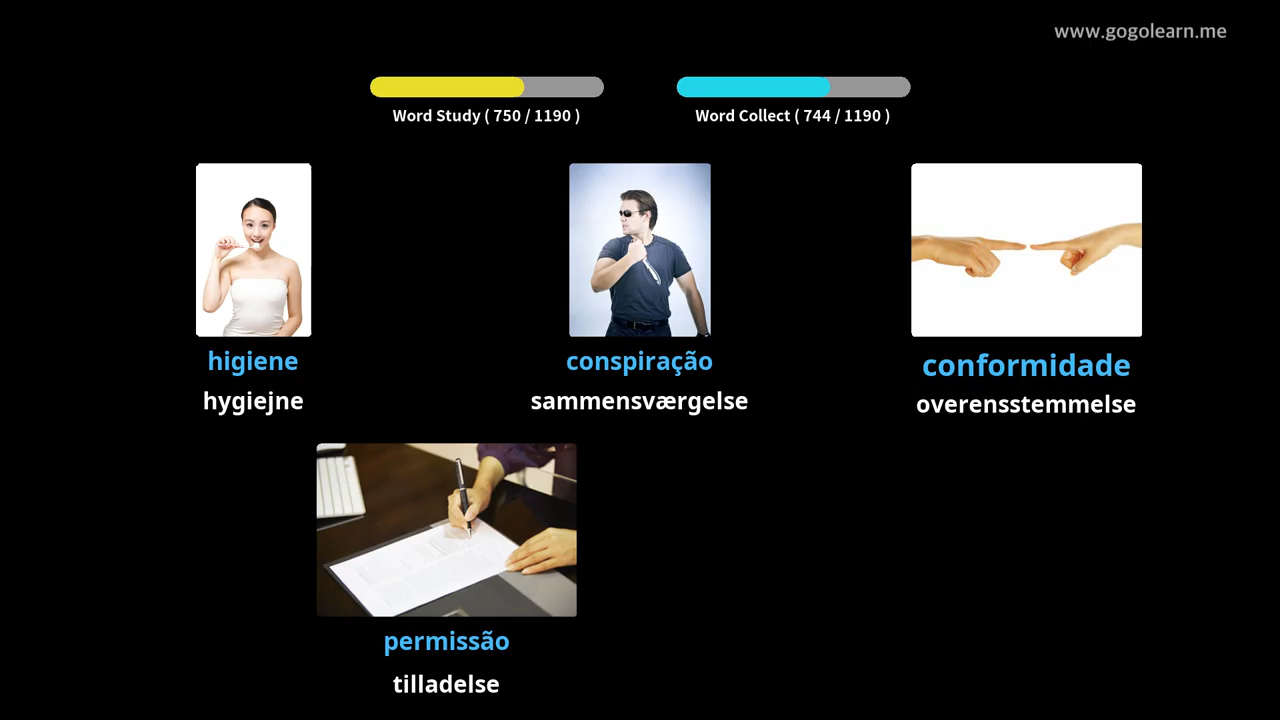 www.gogolearn.me
Word Study ( 750 / 1190 )
Word Collect ( 744 / 1190 )
higiene
hygiejne
conspiração
sammensværgelse
conformidade
overensstemmelse
permissão
tilladelse